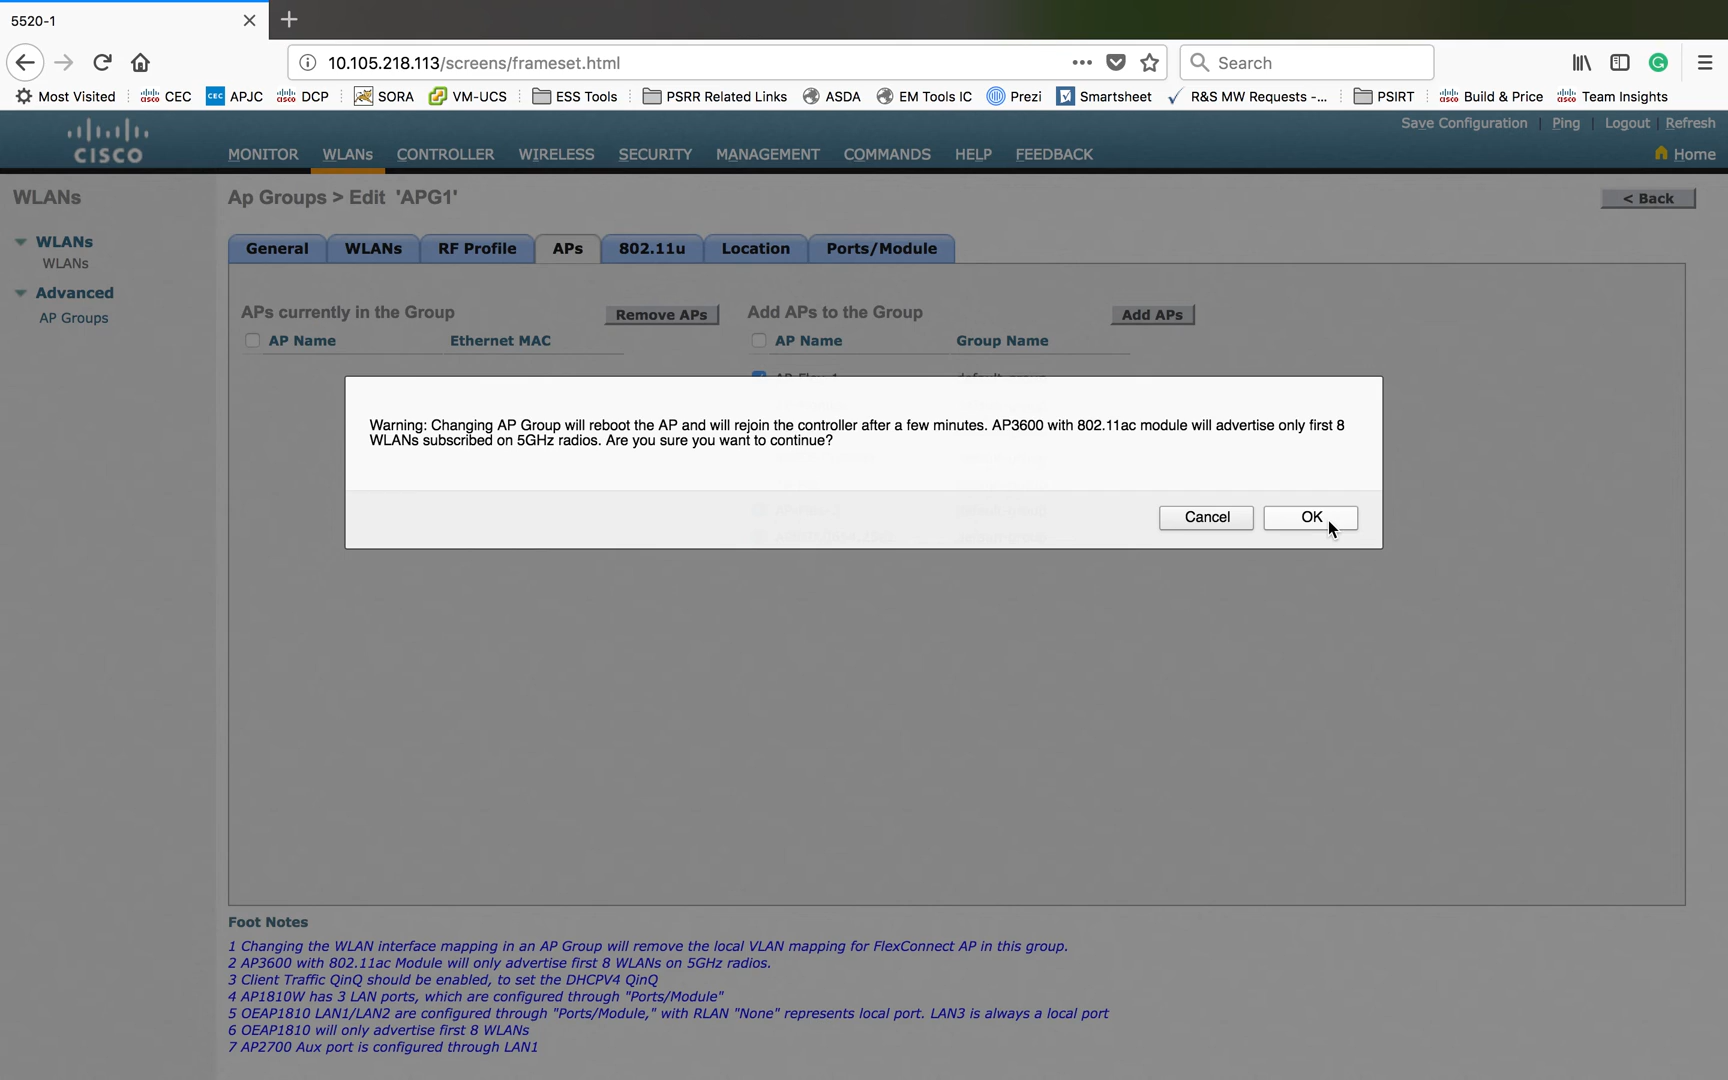 5520-1
10.105.218.113/screens/frameset.html
Search
Most Visited CEC CEC APJC DCP SORA VM-UCS ESS Tools PSRR Related Links ASDA EM Tools IC Prezi Smartsheet R&S MW Requests -... PSIRT Build & Price Team Insights
Save Configuration Ping Logout Refresh
CISCO
MONITOR WLANs CONTROLLER WIRELESS SECURITY MANAGEMENT COMMANDS HELP FEEDBACK
Home
WLANs
Ap Groups > Edit 'APG1'
< Back
WLANs
WLANs
Advanced
AP Groups
General WLANs RF Profile APs 802.11u Location Ports/Module
APs currently in the Group Remove APs Add APs to the Group Add APs
AP Name Ethernet MAC AP Name Group Name
Warning: Changing AP Group will reboot the AP and will rejoin the controller after a few minutes. AP3600 with 802.11ac module will advertise only first 8
WLANs subscribed on 5GHz radios. Are you sure you want to continue?
Cancel OK
Foot Notes
1 Changing the WLAN interface mapping in an AP Group will remove the local VLAN mapping for FlexConnect AP in this group.
2 AP3600 with 802.11ac Module will only advertise first 8 WLANs on 5GHz radios.
3 Client Traffic QinQ should be enabled, to set the DHCPV4 QinQ
4 AP1810W has 3 LAN ports, which are configured through "Ports/Module"
5 OEAP1810 LAN1/LAN2 are configured through "Ports/Module," with RLAN "None" represents local port. LAN3 is always a local port
6 OEAP1810 will only advertise first 8 WLANs
7 AP2700 Aux port is configured through LAN1